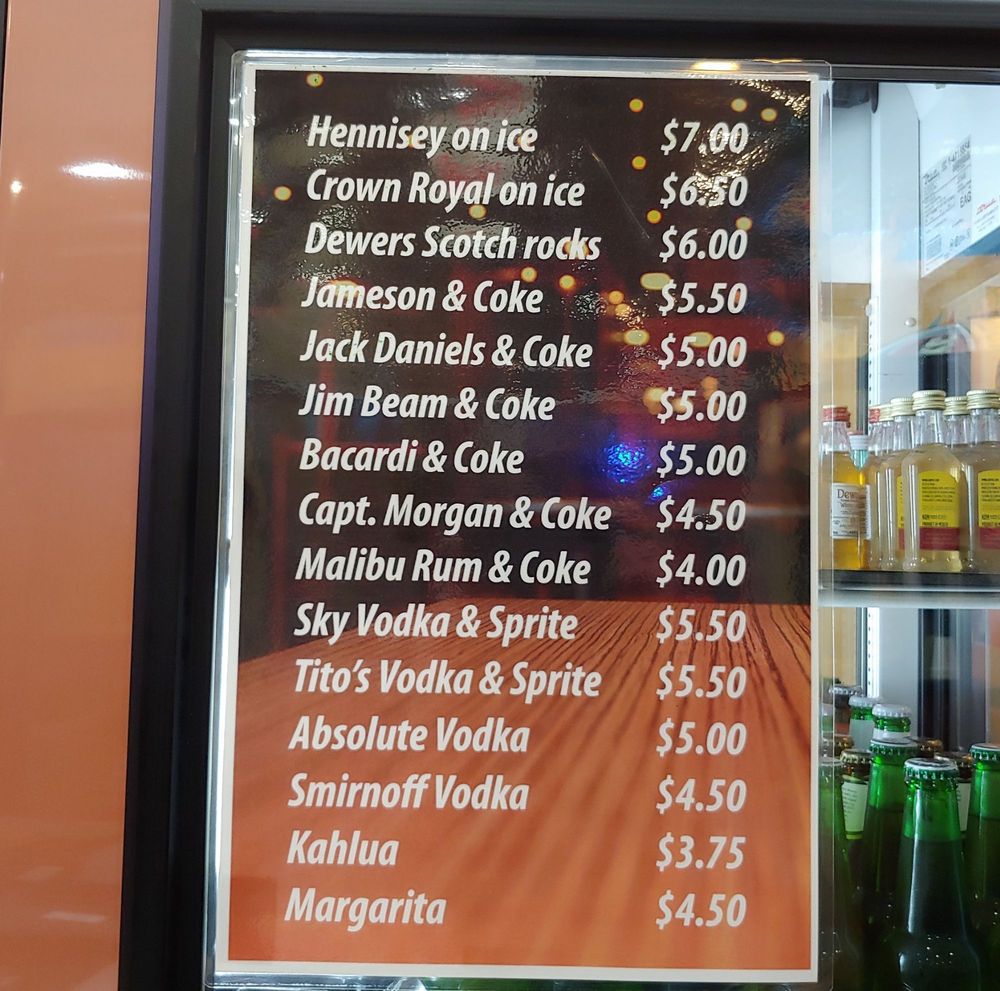 Hennisey on ice $7.00
Crown Royal on ice $6.50
Dewers Scotch rocks $6.00
Jameson & Coke $5.50
Jack Daniels & Coke $5.00
Jim Beam & Coke $5.00
Bacardi & Coke $5.00
Capt. Morgan & Coke $4.50
Malibu Rum & Coke $4.00
Sky Vodka & Sprite $5.50
Tito's Vodka & Sprite $5.50
Absolute Vodka $5.00
Smirnoff Vodka $4.50
Kahlua $3.75
Margarita $4.50
EAG